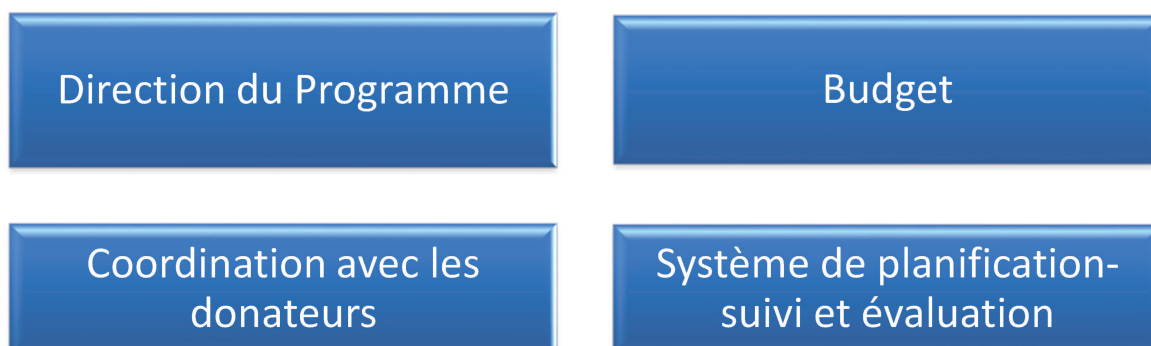 Direction du Programme
Budget
Coordination avec les
donateurs
Système de planification-
suivi et évaluation